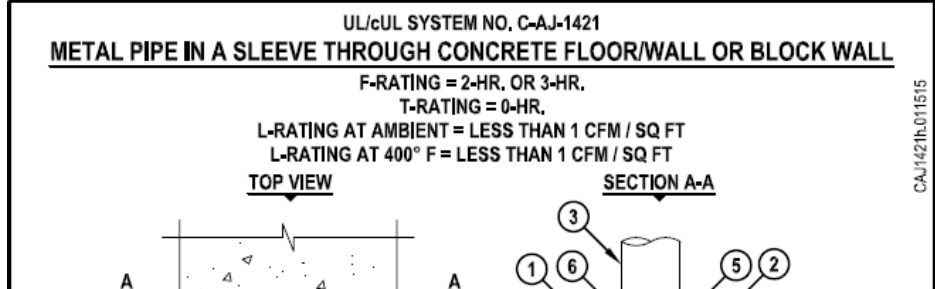 UL/cUL SYSTEM NO. C-AJ-1421
METAL PIPE IN A SLEEVE THROUGH CONCRETE FLOOR/WALL OR BLOCK WALL
F-RATING = 2-HR. OR 3-HR.
T-RATING = 0-HR.
L-RATING AT AMBIENT = LESS THAN 1 CFM / SQ FT
L-RATING AT 400° F = LESS THAN 1 CFM / SQ FT
CAJ1421h.011515
TOP VIEW
SECTION A-A
3
A
A
1 6
5 2